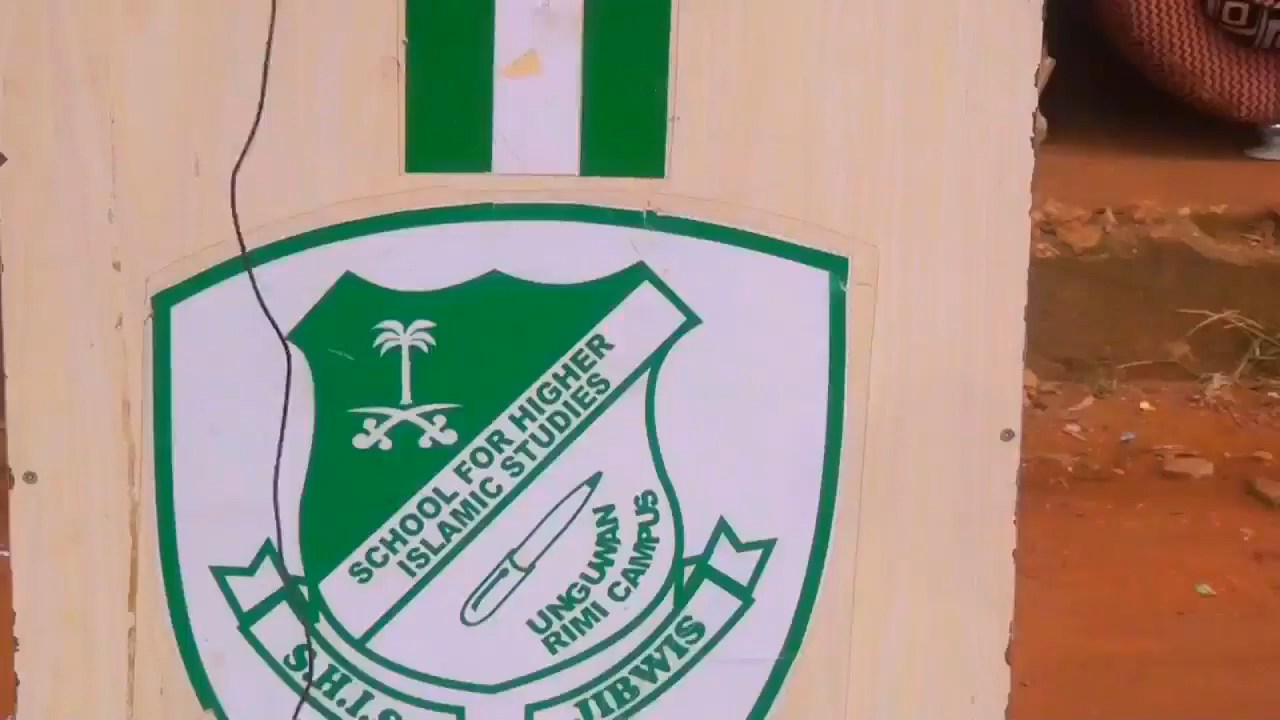 SCHOOL FOR HIGHER
ISLAMIC STUDIES
UNGUWAN
RIMI CAMPUS
S.H.I.S
JIBWIS